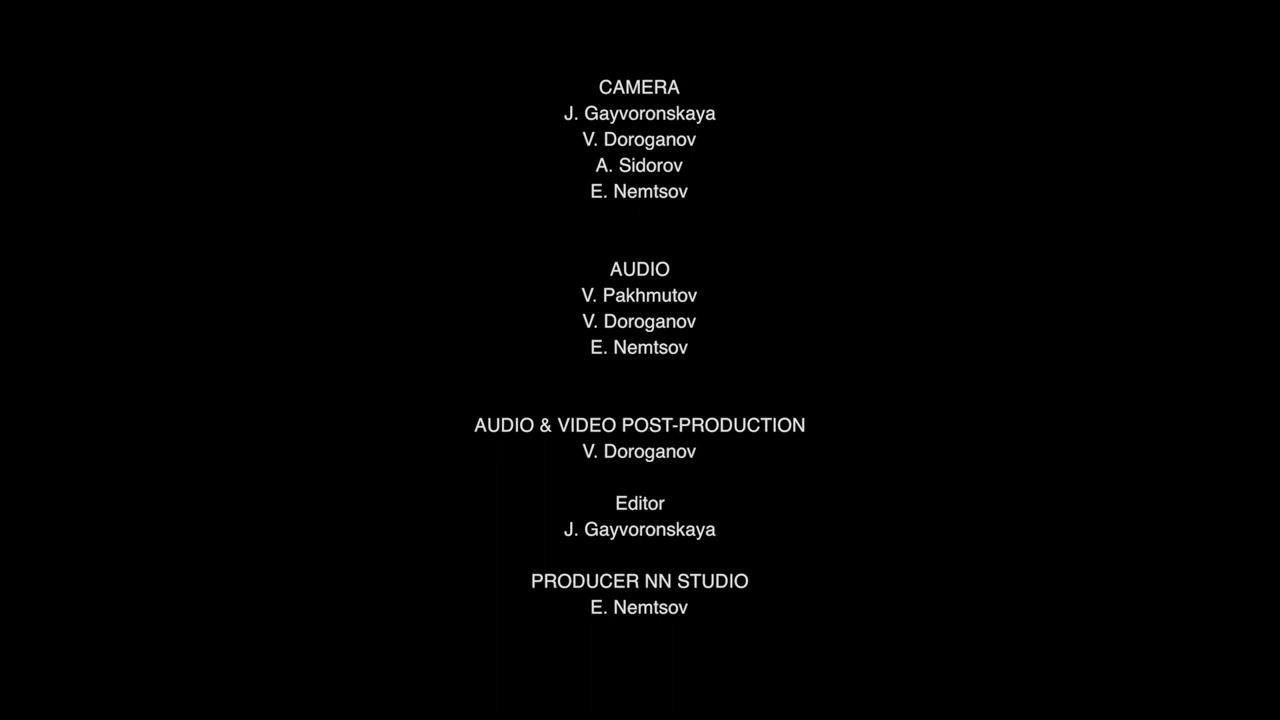 CAMERA
J. Gayvoronskaya
V. Doroganov
A. Sidorov
E. Nemtsov
AUDIO
V. Pakhmutov
V. Doroganov
E. Nemtsov
AUDIO & VIDEO POST-PRODUCTION
V. Doroganov
Editor
J. Gayvoronskaya
PRODUCER NN STUDIO
E. Nemtsov